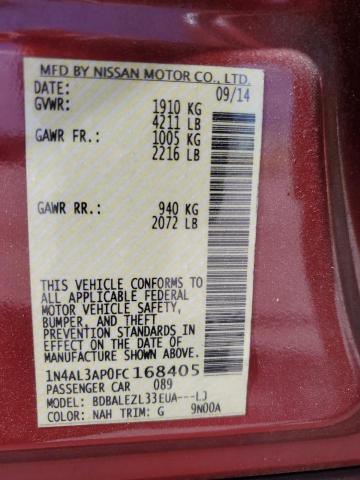 MFD BY NISSAN MOTOR CO., LTD.
DATE: 09/14
GVWR: 1910 KG
4211 LB
GAWR FR: 1005 KG
2216 LB
GAWR RR: 940 KG
2072 LB
THIS VEHICLE CONFORMS TO
ALL APPLICABLE FEDERAL
MOTOR VEHICLE SAFETY,
BUMPER, AND THEFT
PREVENTION STANDARDS
IN EFFECT ON THE DATE OF
MANUFACTURE SHOWN ABOVE.
1N4AL3AP0FC168405
PASSENGER CAR 089
MODEL: BDBALEZL33EUA---LJ
COLOR: NAH TRIM: G 9N00A